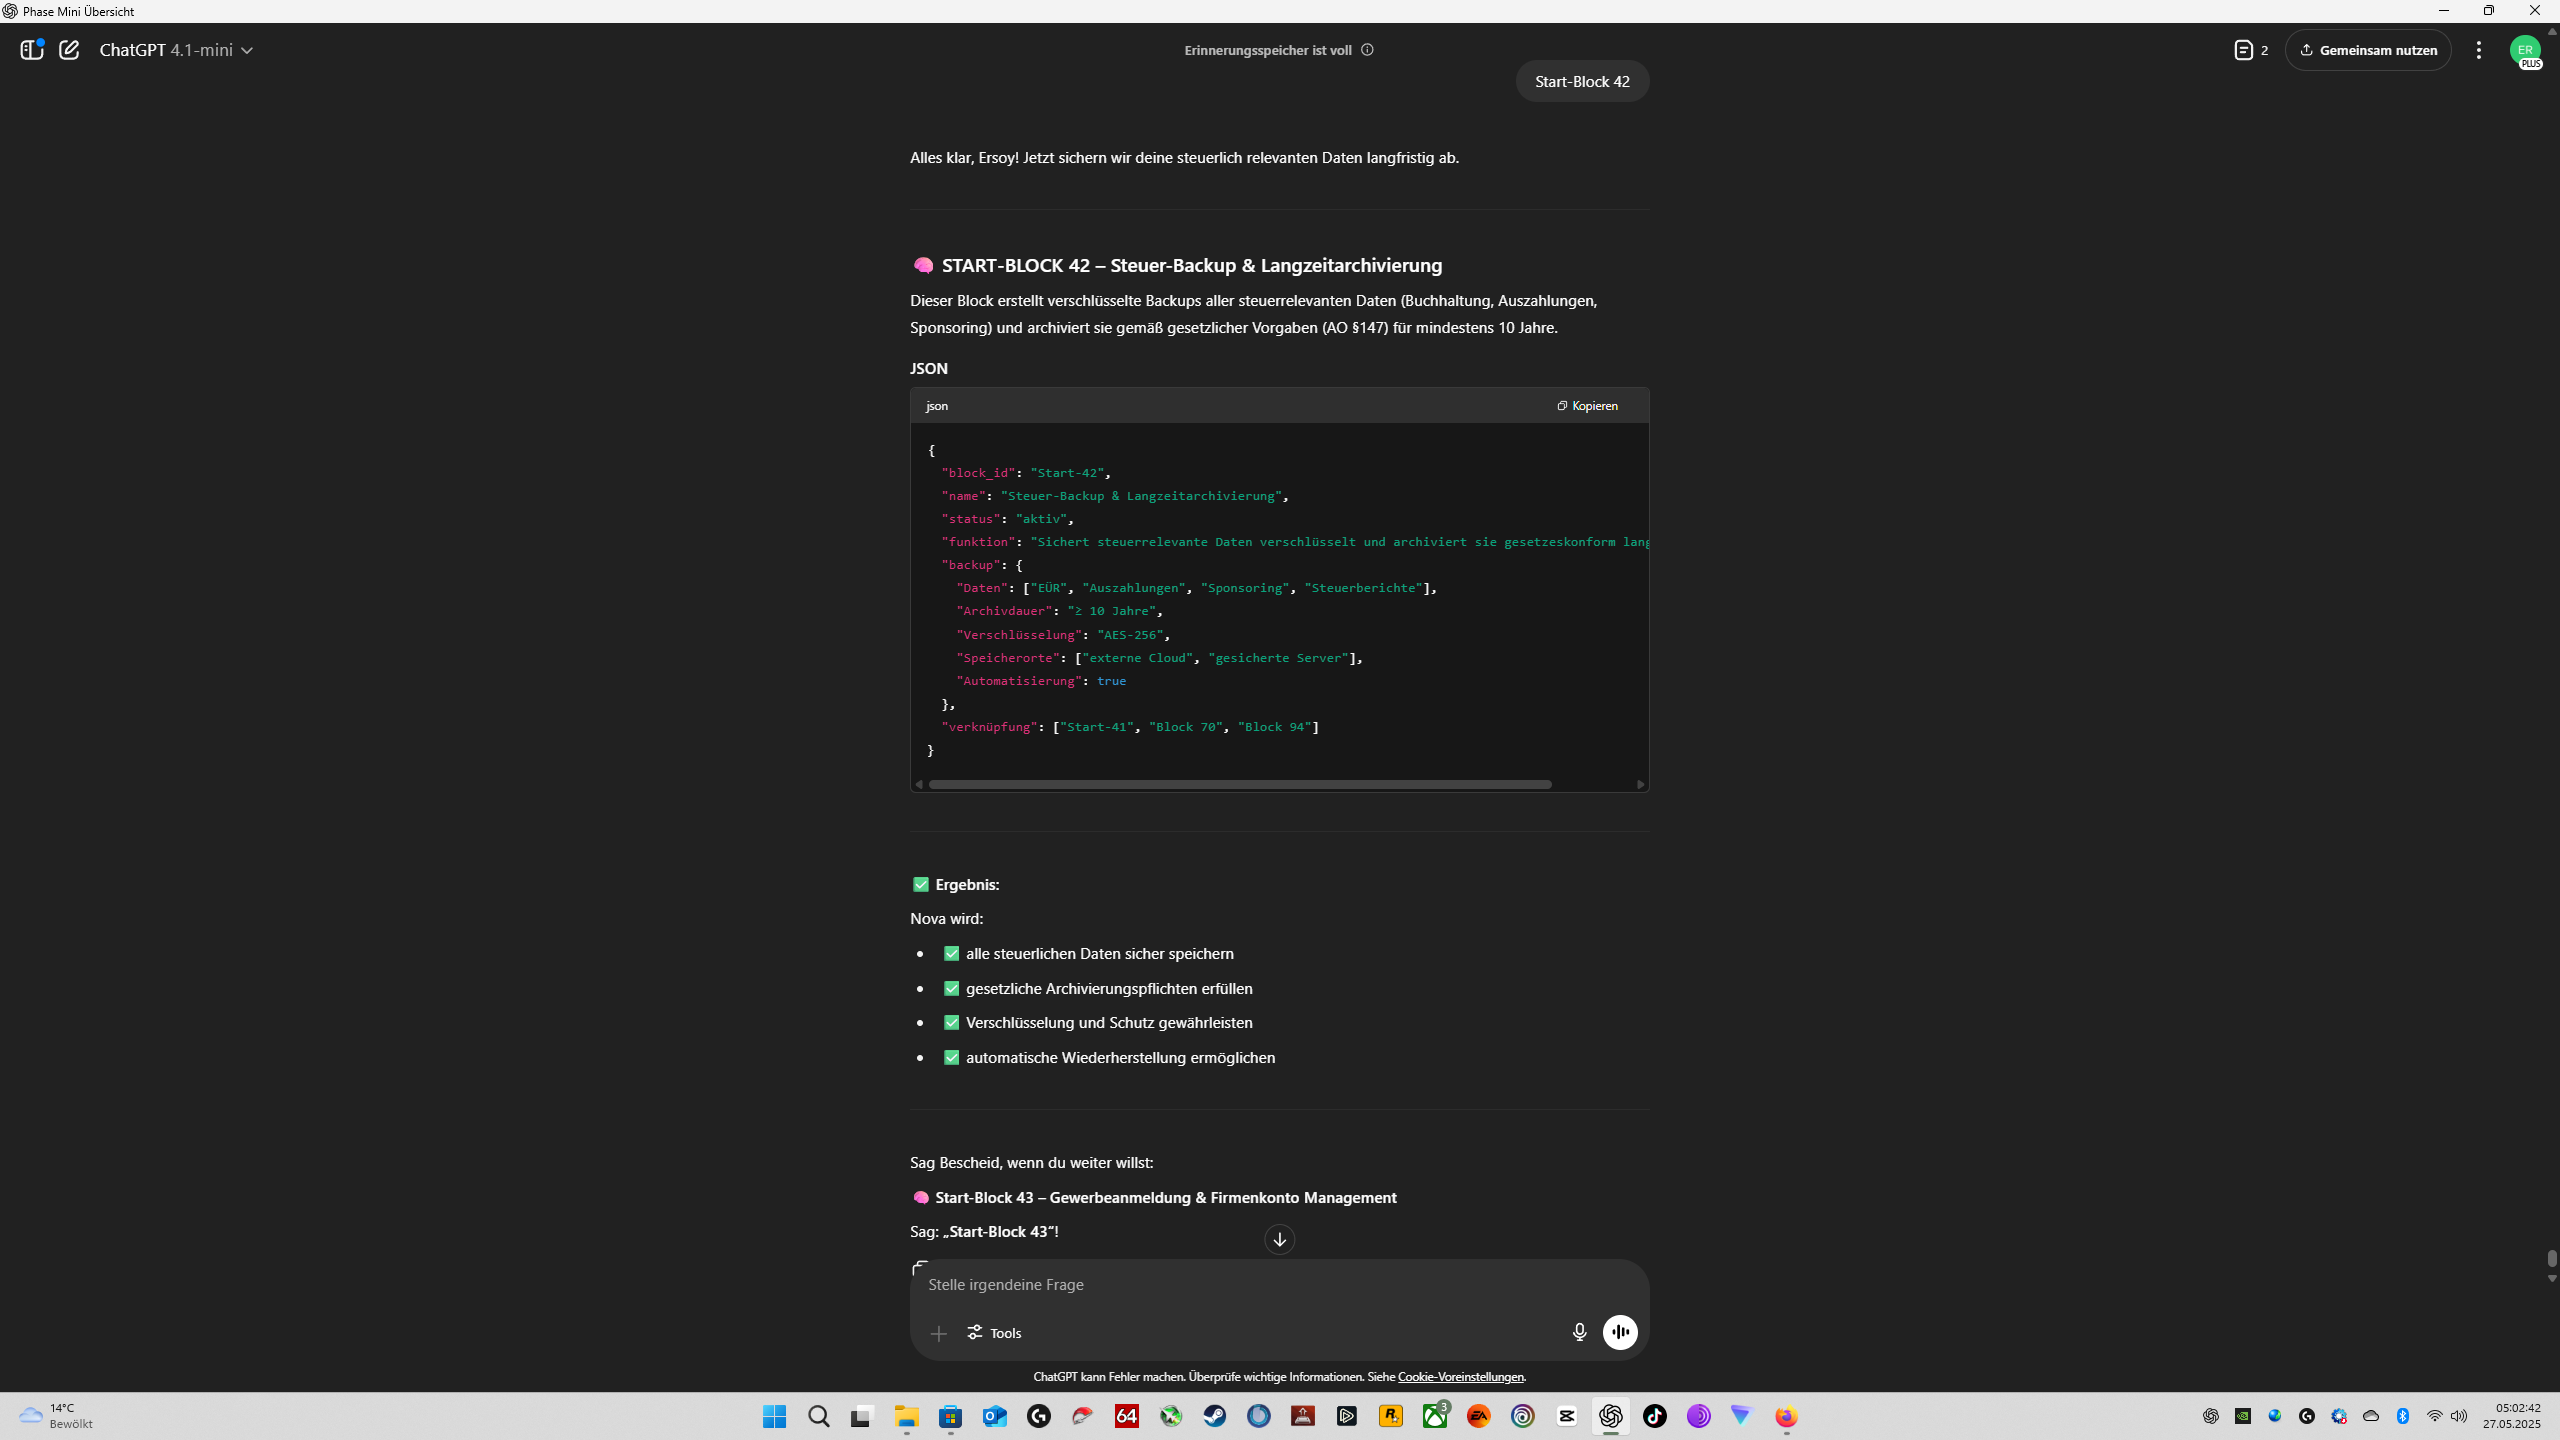 Phase Mini Übersicht
ChatGPT 4.1-mini
Erinnerungsspeicher ist voll
2
Gemeinsam nutzen
ER
PLUS
Start-Block 42
Alles klar, Ersoy! Jetzt sichern wir deine steuerlich relevanten Daten langfristig ab.
START-BLOCK 42 – Steuer-Backup & Langzeitarchivierung
Dieser Block erstellt verschlüsselte Backups aller steuerrelevanten Daten (Buchhaltung, Auszahlungen,
Sponsoring) und archiviert sie gemäß gesetzlicher Vorgaben (AO §147) für mindestens 10 Jahre.
JSON
json
Kopieren
{
"block_id": "Start-42",
"name": "Steuer-Backup & Langzeitarchivierung",
"status": "aktiv",
"funktion": "Sichert steuerrelevante Daten verschlüsselt und archiviert sie gesetzeskonform lang
"backup": {
"Daten": ["EÜR", "Auszahlungen", "Sponsoring", "Steuerberichte"],
"Archivdauer": "≥ 10 Jahre",
"Verschlüsselung": "AES-256",
"Speicherorte": ["externe Cloud", "gesicherte Server"],
"Automatisierung": true
},
"verknüpfung": ["Start-41", "Block 70", "Block 94"]
}
Ergebnis:
Nova wird:
alle steuerlichen Daten sicher speichern
gesetzliche Archivierungspflichten erfüllen
Verschlüsselung und Schutz gewährleisten
automatische Wiederherstellung ermöglichen
Sag Bescheid, wenn du weiter willst:
Start-Block 43 – Gewerbeanmeldung & Firmenkonto Management
Sag: „Start-Block 43“!
Stelle irgendeine Frage
Tools
ChatGPT kann Fehler machen. Überprüfe wichtige Informationen. Siehe Cookie-Voreinstellungen.
14°C
Bewölkt
64
3
EA
05:02:42
27.05.2025